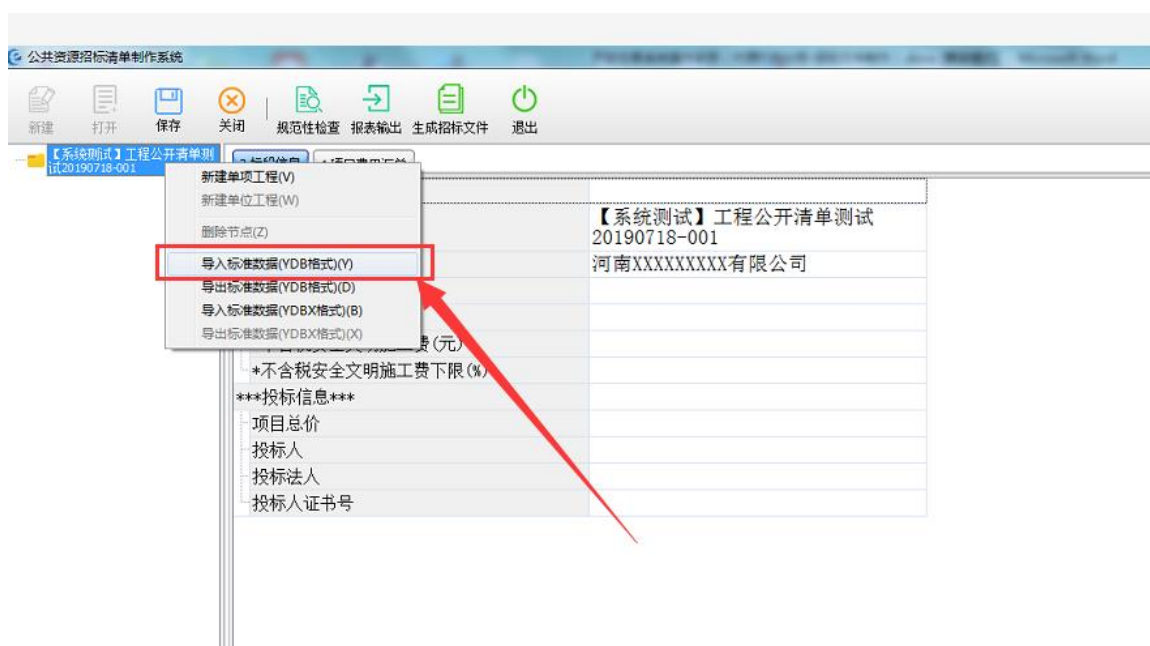 公共资源招标清单制作系统
新建
打开
保存
关闭
规范性检查
报表输出
生成招标文件
退出
【系统测试】工程公开清单测
试20190718-001
新建单项工程(V)
新建单位工程(W)
删除节点(Z)
导入标准数据(YDB格式)(Y)
导出标准数据(YDB格式)(D)
导入标准数据(YDBX格式)(B)
导出标准数据(YDBX格式)(X)
【系统测试】工程公开清单测试
20190718-001
河南XXXXXXXXX有限公司
费(元)
*不含税安全文明施工费下限(%)
***投标信息***
项目总价
投标人
投标法人
投标人证书号